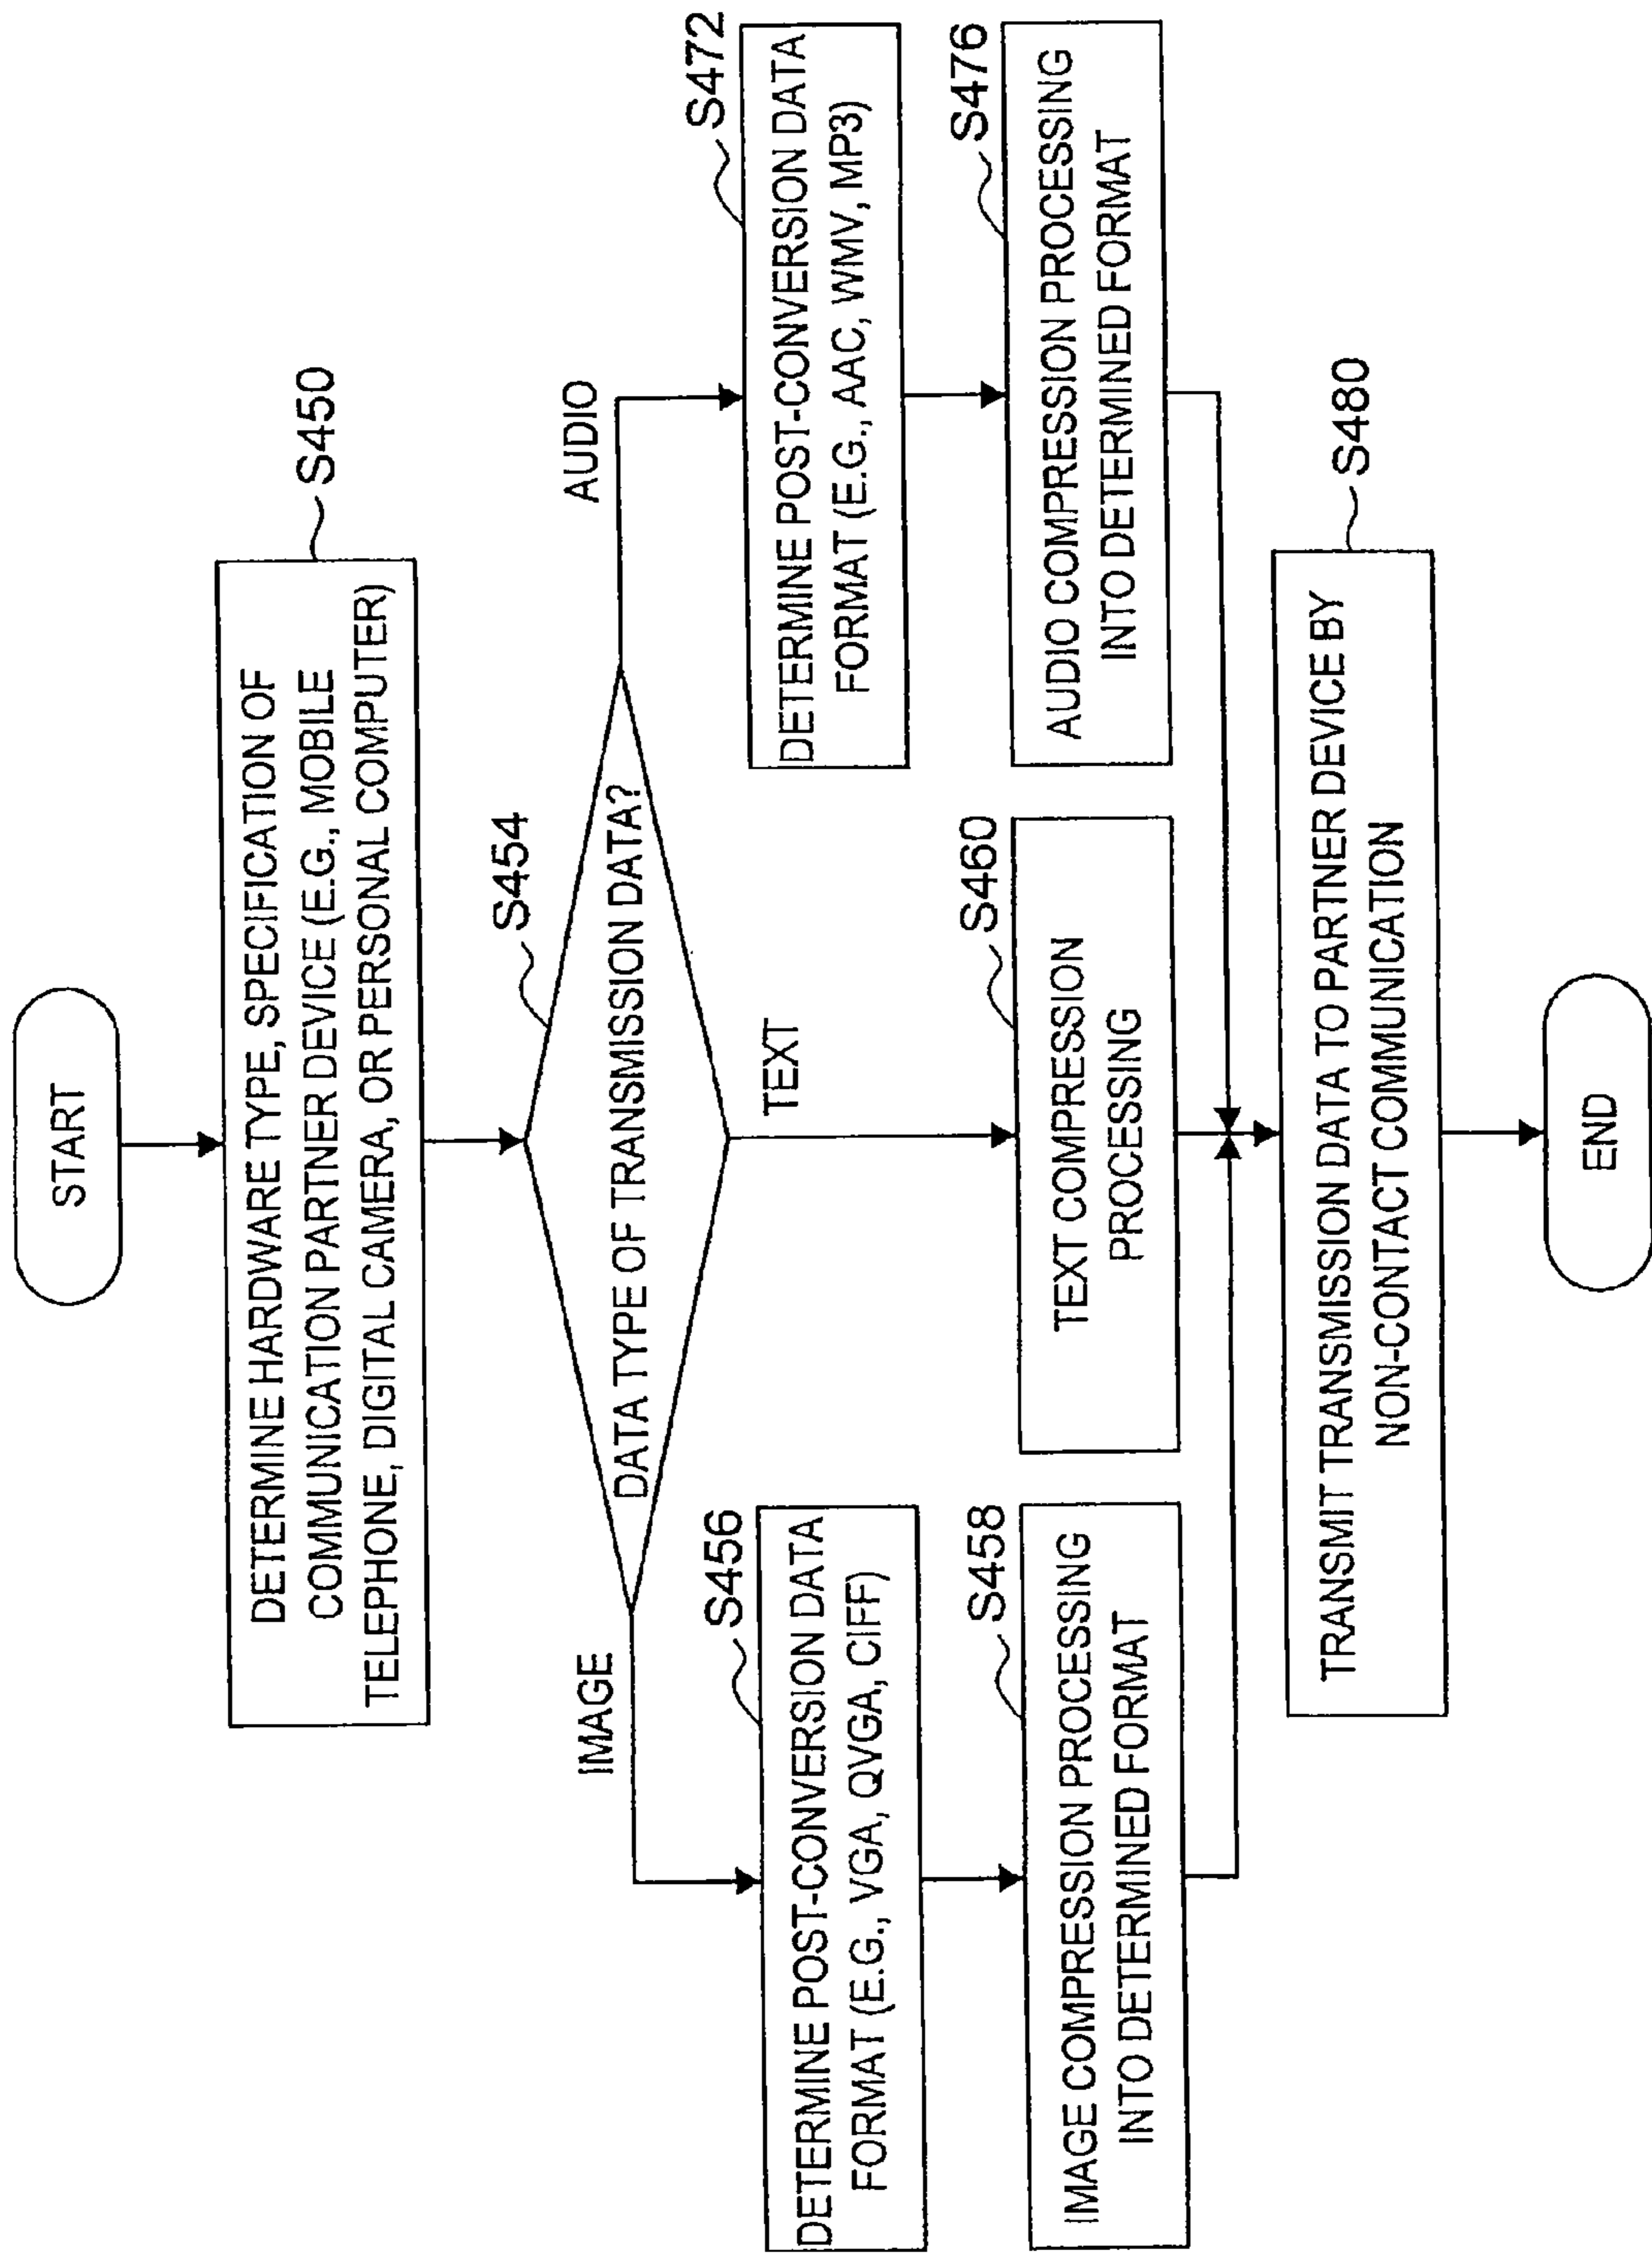 START
S450
DETERMINE HARDWARE TYPE, SPECIFICATION OF
COMMUNICATION PARTNER DEVICE (E.G., MOBILE
TELEPHONE, DIGITAL CAMERA, OR PERSONAL COMPUTER)
S454
DATA TYPE OF TRANSMISSION DATA?
IMAGE
TEXT
AUDIO
S456
DETERMINE POST-CONVERSION DATA
FORMAT (E.G., VGA, QVGA, CIFF)
S458
IMAGE COMPRESSION PROCESSING
INTO DETERMINED FORMAT
S460
TEXT COMPRESSION
PROCESSING
S472
DETERMINE POST-CONVERSION DATA
FORMAT (E.G., AAC, WMV, MP3)
S476
AUDIO COMPRESSION PROCESSING
INTO DETERMINED FORMAT
S480
TRANSMIT TRANSMISSION DATA TO PARTNER DEVICE BY
NON-CONTACT COMMUNICATION
END